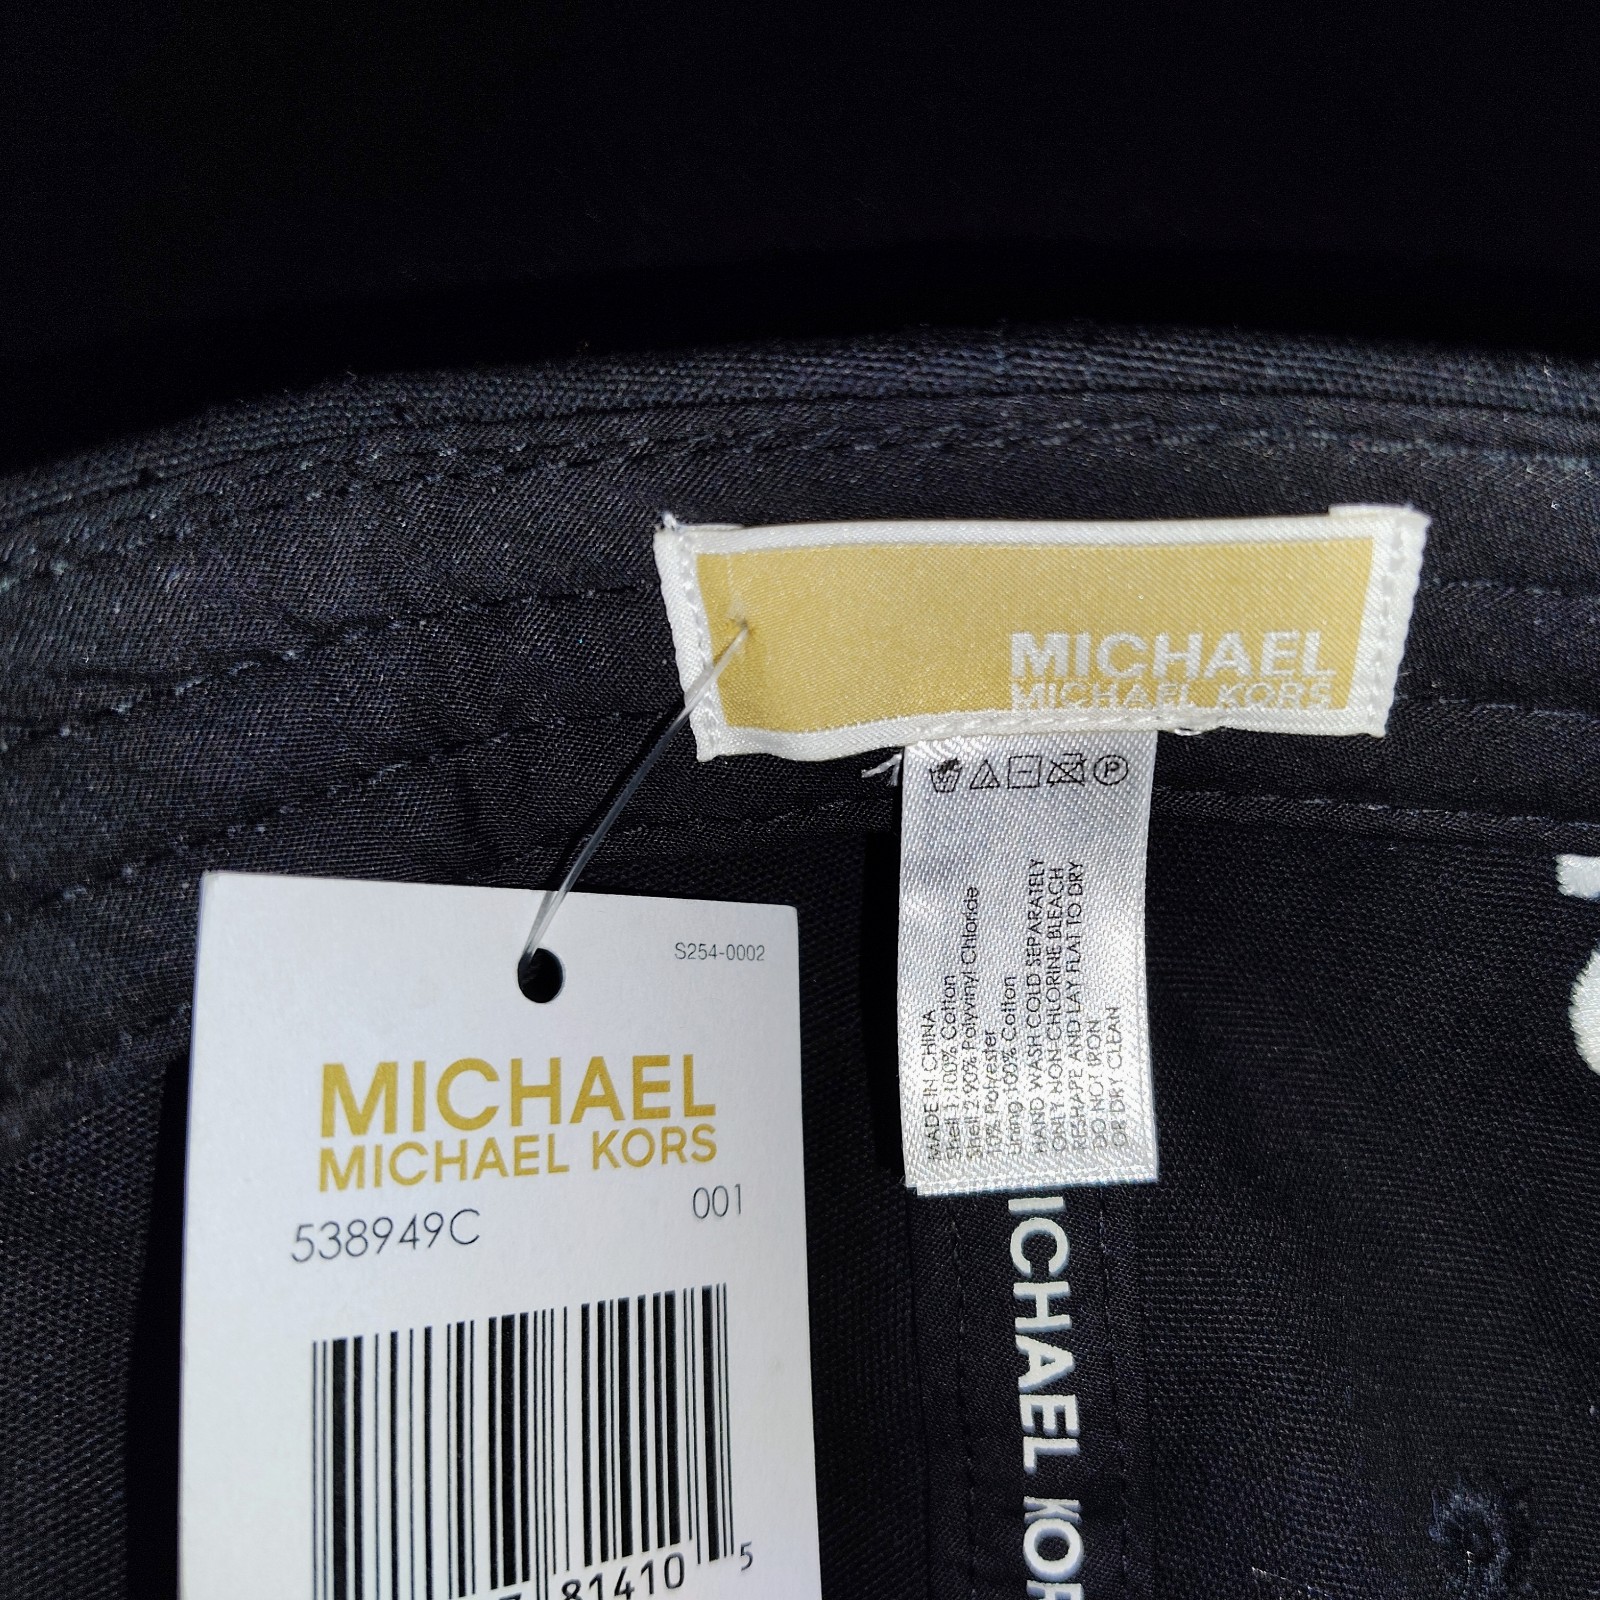 MICHAEL
MICHAEL KORS
MADE IN CHINA
Shell 1:100% Cotton
Shell 2:90% Polyvinyl Chloride
10% Polyester
Lining 100% Cotton
HAND WASH COLD SEPARATELY
ONLY NON-CHLORINE BLEACH
RESHAPE AND LAY FLAT TO DRY
DO NOT IRON
OR DRY CLEAN
S254-0002
MICHAEL
MICHAEL KORS
538949C 001
81410 5
ICHAEL KOR